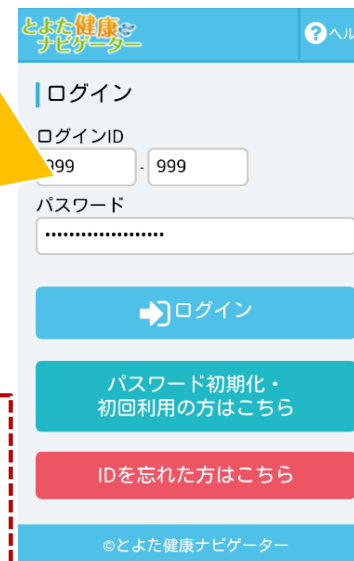 とよた健康
ナビゲーター
?ヘル
ログイン
ログインID
999 - 999
パスワード
••••••••••••••••••••
ログイン
パスワード初期化・
初回利用の方はこちら
IDを忘れた方はこちら
©とよた健康ナビゲーター